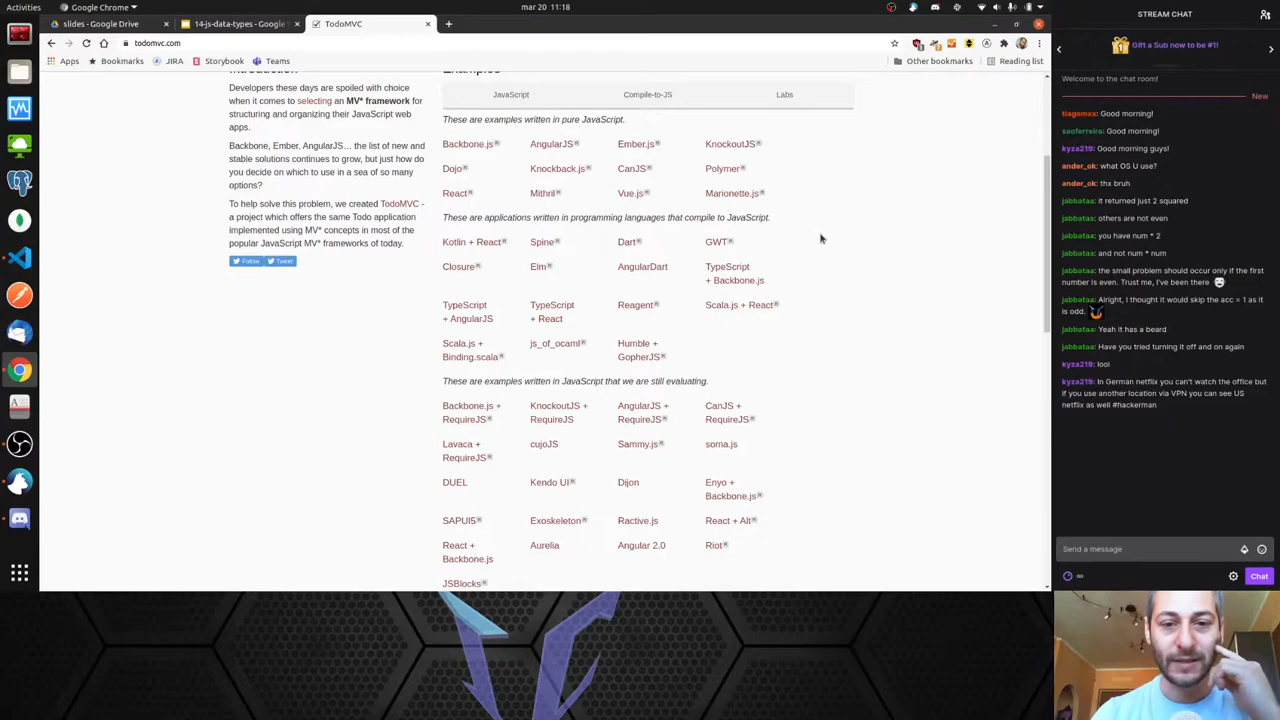 Activities
Google Chrome
mar 20 11:18
slides - Google Drive
14-js-data-types - Google S
TodoMVC
todomvc.com
Apps
Bookmarks
JIRA
Storybook
Teams
Other bookmarks
Reading list
Developers these days are spoiled with choice
when it comes to selecting an MV* framework for
structuring and organizing their JavaScript web
apps.
Backbone, Ember, AngularJS… the list of new and
stable solutions continues to grow, but just how do
you decide on which to use in a sea of so many
options?
To help solve this problem, we created TodoMVC -
a project which offers the same Todo application
implemented using MV* concepts in most of the
popular JavaScript MV* frameworks of today.
Follow
Tweet
JavaScript
Compile-to-JS
Labs
These are examples written in pure JavaScript.
Backbone.js
AngularJS
Ember.js
KnockoutJS
Dojo
Knockback.js
CanJS
Polymer
React
Mithril
Vue.js
Marionette.js
These are applications written in programming languages that compile to JavaScript.
Kotlin + React
Spine
Dart
GWT
Closure
Elm
AngularDart
TypeScript
+ Backbone.js
TypeScript
+ AngularJS
TypeScript
+ React
Reagent
Scala.js + React
Scala.js +
Binding.scala
js_of_ocaml
Humble +
GopherJS
These are examples written in JavaScript that we are still evaluating.
Backbone.js +
RequireJS
KnockoutJS +
RequireJS
AngularJS +
RequireJS
CanJS +
RequireJS
Lavaca +
RequireJS
cujoJS
Sammy.js
soma.js
DUEL
Kendo UI
Dijon
Enyo +
Backbone.js
SAPUI5
Exoskeleton
Ractive.js
React + Alt
React +
Backbone.js
Aurelia
Angular 2.0
Riot
JSBlocks
STREAM CHAT
Gift a Sub now to be #1!
Welcome to the chat room!
New
tiagomxx: Good morning!
saoferreira: Good morning!
kyza219: Good morning guys!
ander_ok: what OS U use?
ander_ok: thx bruh
jabbataa: it returned just 2 squared
jabbataa: others are not even
jabbataa: you have num * 2
jabbataa: and not num * num
jabbataa: the small problem should occur only if the first
number is even. Trust me, I've been there
jabbataa: Alright, I thought it would skip the acc = 1 as it
is odd.
jabbataa: Yeah it has a beard
jabbataa: Have you tried turning it off and on again
kyza219: looi
kyza219: In German netflix you can't watch the office but
if you use another location via VPN you can see US
netflix as well #hackerman
Send a message
Chat